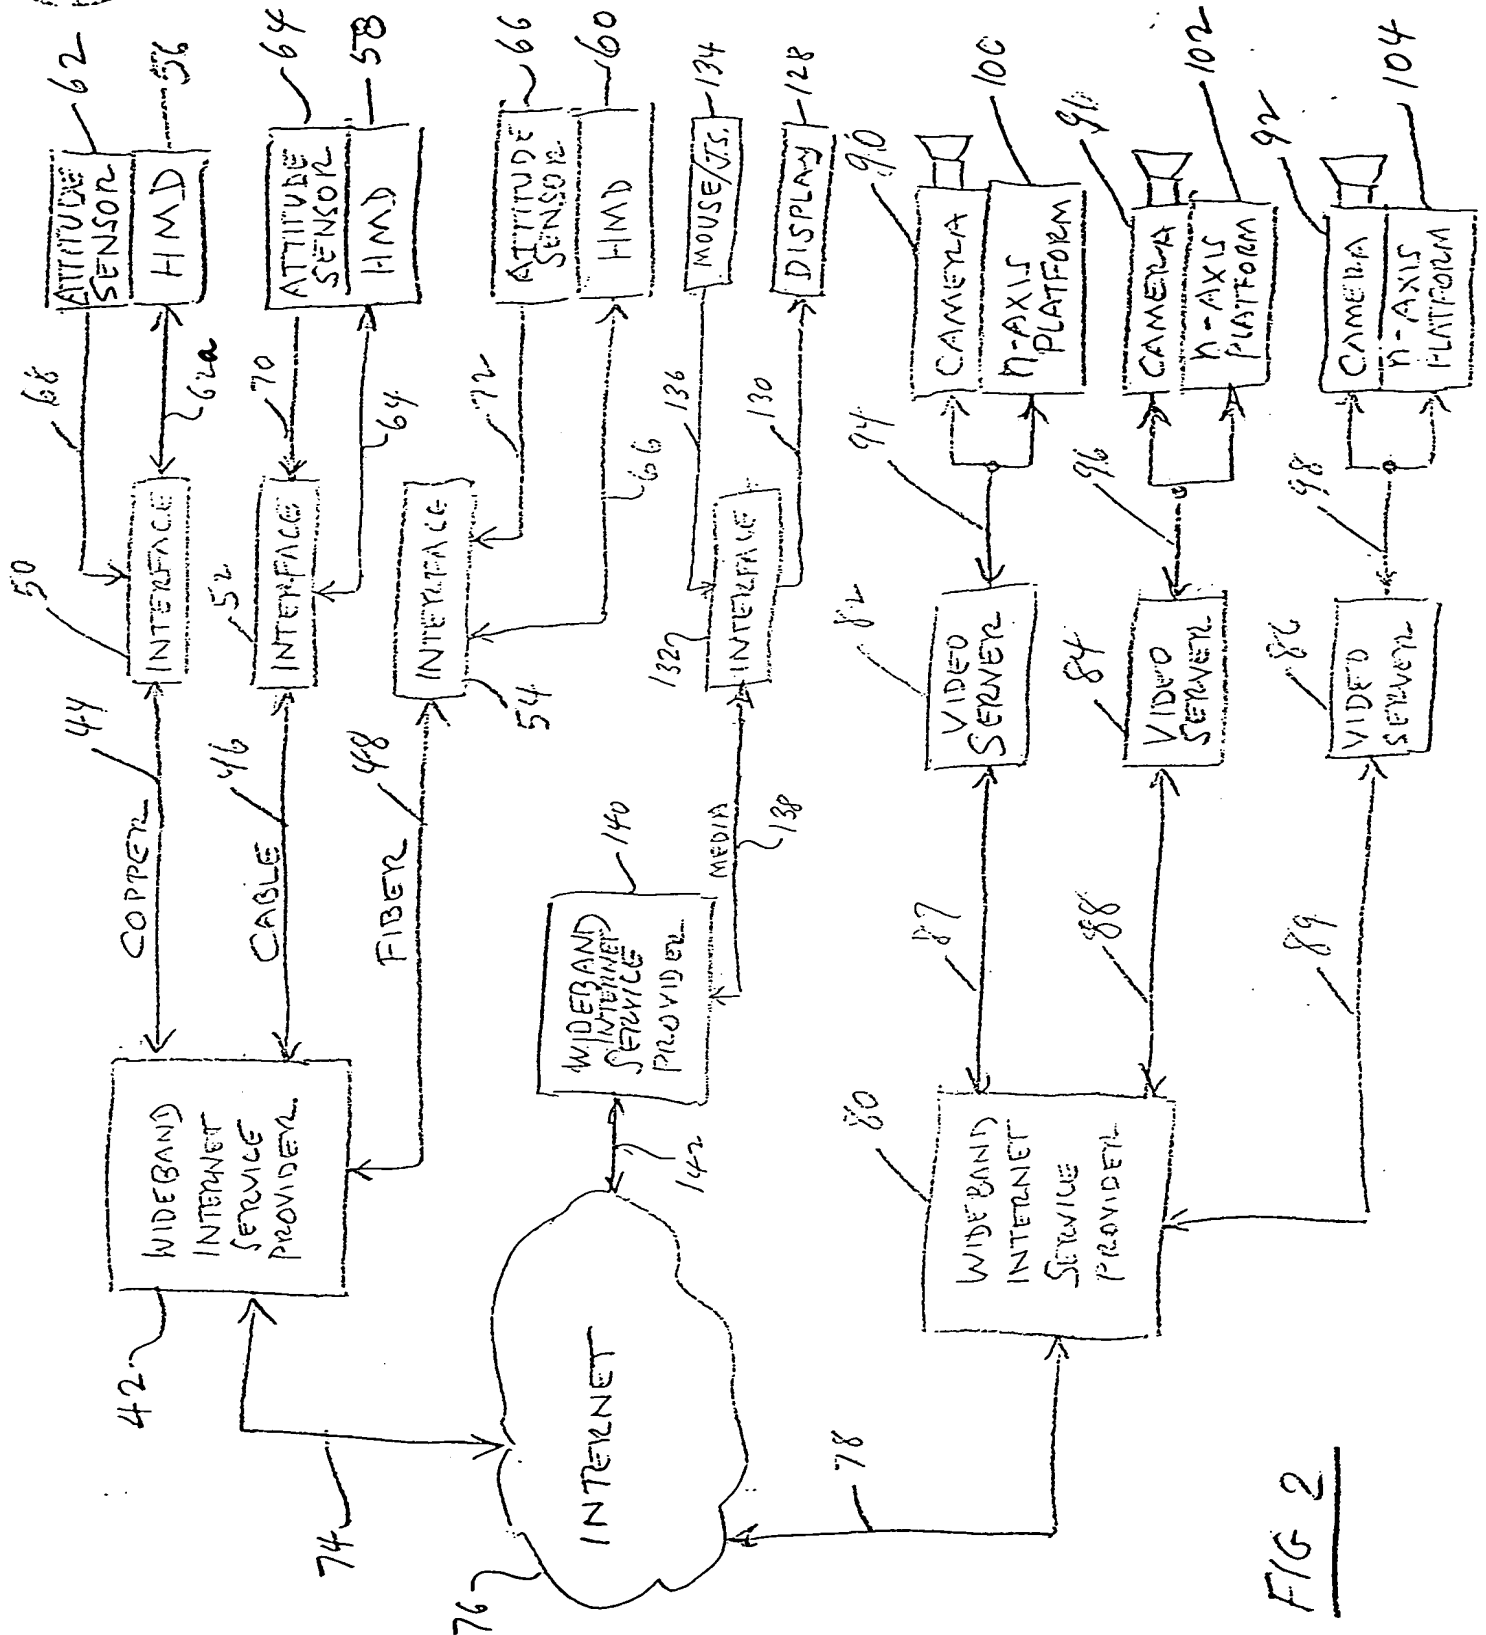 62
ATTITUDE
SENSOR
HMD
56
68
62a
50
INTERFACE
44
COPPER
64
ATTITUDE
SENSOR
HMD
58
70
64
52
INTERFACE
46
CABLE
66
ATTITUDE
SENSOR
HMD
60
72
66
INTERFACE
54
48
FIBER
WIDEBAND
INTERNET
SERVICE
PROVIDER
42
74
MOUSE/J.S.
134
136
DISPLAY
128
130
INTERFACE
132
MEDIA
138
WIDEBAND
INTERNET
SERVICE
PROVIDER
140
142
INTERNET
76
78
CAMERA
90
n-AXIS
PLATFORM
100
94
VIDEO
SERVER
82
87
CAMERA
91
n-AXIS
PLATFORM
102
96
VIDEO
SERVER
84
88
CAMERA
92
n-AXIS
PLATFORM
104
98
VIDEO
SERVER
86
89
WIDEBAND
INTERNET
SERVICE
PROVIDER
80
FIG 2